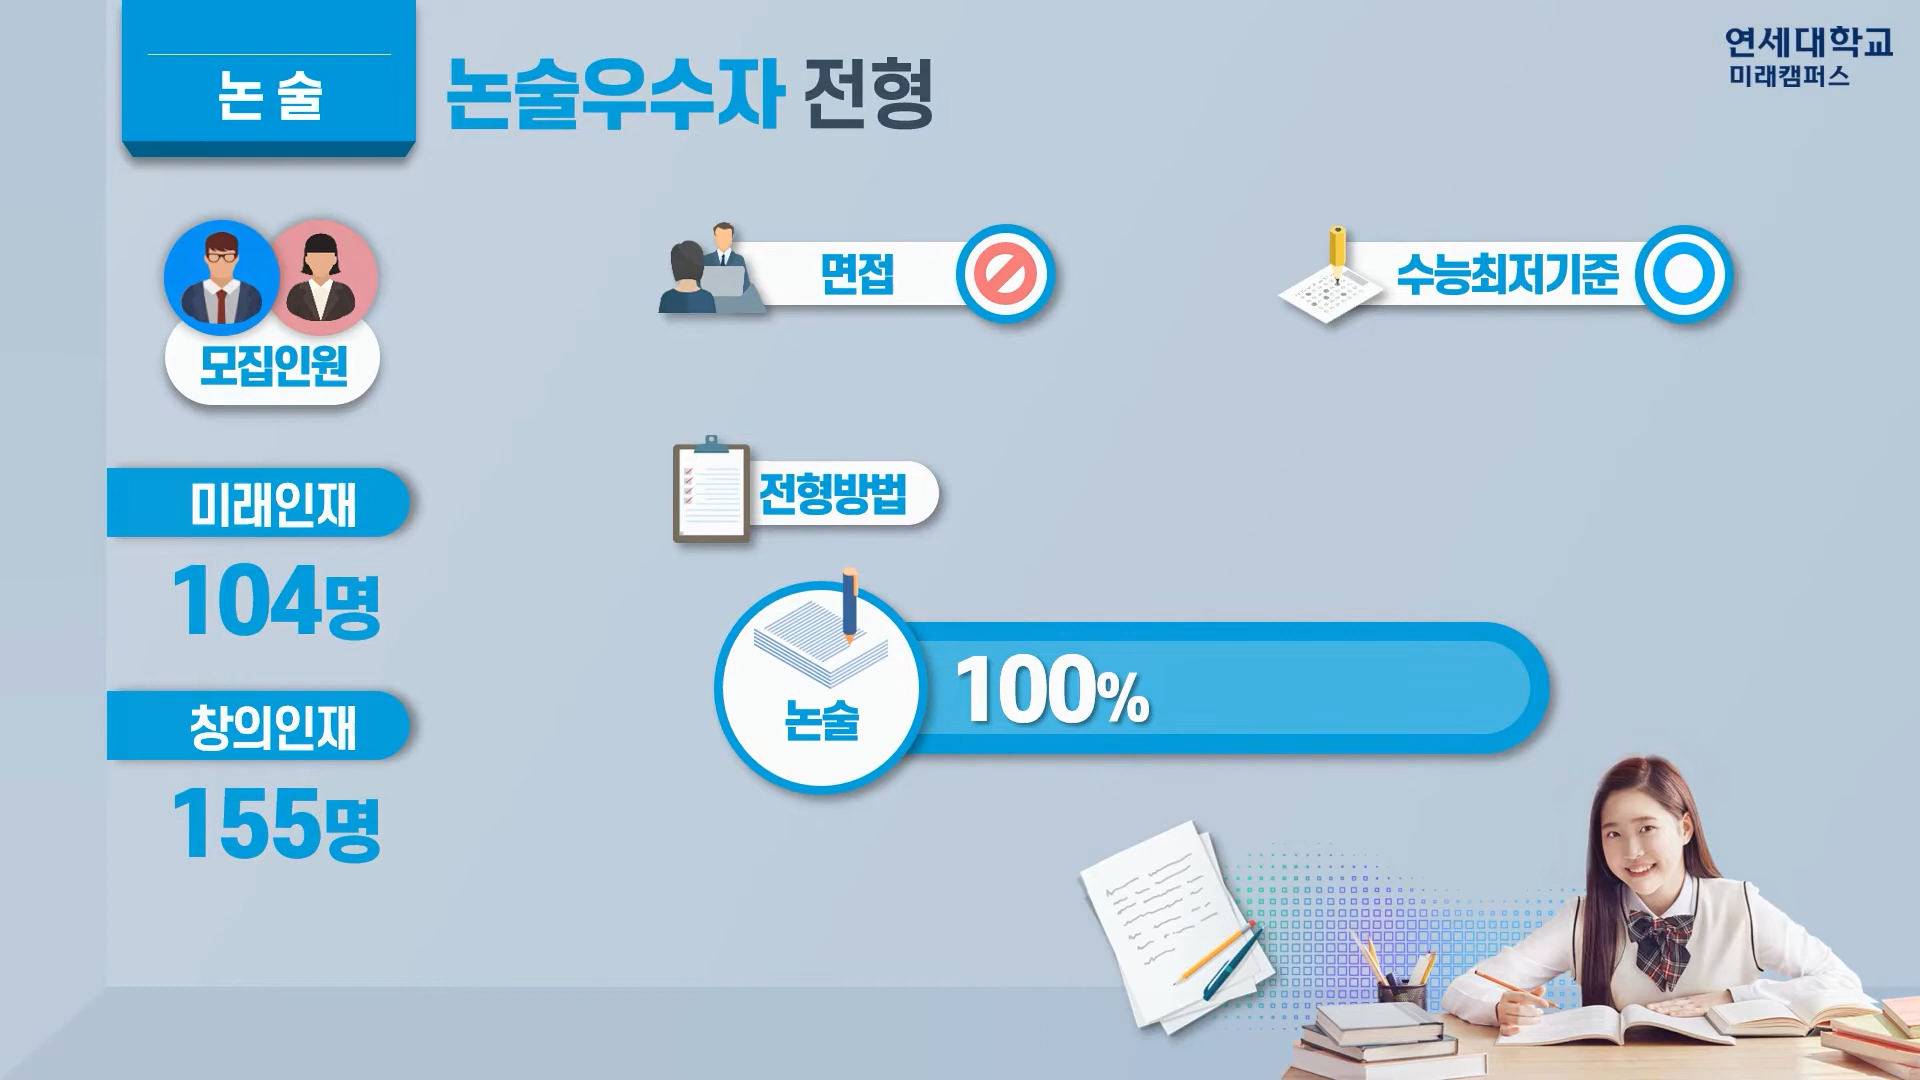 논술
논술우수자 전형
연세대학교
미래캠퍼스
모집인원
면접
수능최저기준
미래인재
104명
창의인재
155명
전형방법
논술
100%